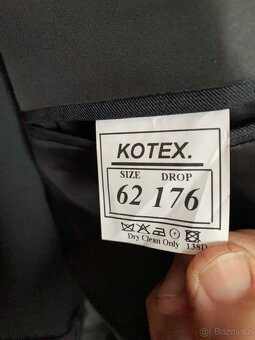 KOTEX.
SIZE DROP
62 176
Dry Clean Only
138D
© Bazos.cz